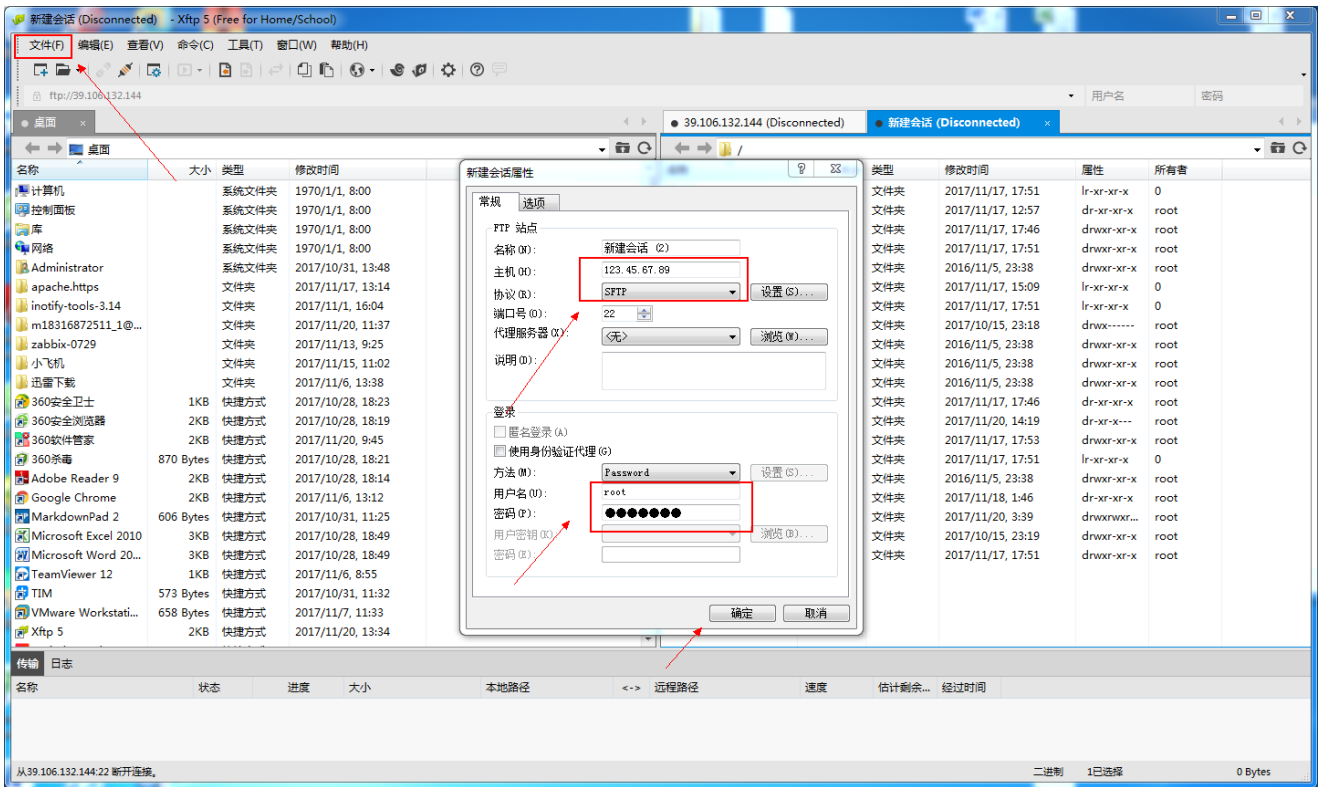 新建会话 (Disconnected) - Xftp 5 (Free for Home/School)
文件(F) 编辑(E) 查看(V) 命令(C) 工具(T) 窗口(W) 帮助(H)
ftp://39.106.132.144 用户名 密码
桌面 39.106.132.144 (Disconnected) 新建会话 (Disconnected)
桌面 /
名称 大小 类型 修改时间 类型 修改时间 属性 所有者
计算机 系统文件夹 1970/1/1, 8:00 文件夹 2017/11/17, 17:51 lr-xr-xr-x 0
控制面板 系统文件夹 1970/1/1, 8:00 文件夹 2017/11/17, 12:57 dr-xr-xr-x root
库 系统文件夹 1970/1/1, 8:00 文件夹 2017/11/17, 17:46 drwxr-xr-x root
网络 系统文件夹 1970/1/1, 8:00 文件夹 2017/11/17, 17:51 drwxr-xr-x root
Administrator 系统文件夹 2017/10/31, 13:48 文件夹 2016/11/5, 23:38 drwxr-xr-x root
apache.https 文件夹 2017/11/17, 13:14 文件夹 2017/11/17, 15:09 lr-xr-xr-x 0
inotify-tools-3.14 文件夹 2017/11/1, 16:04 文件夹 2017/11/17, 17:51 lr-xr-xr-x 0
m18316872511_1@... 文件夹 2017/11/20, 11:37 文件夹 2017/10/15, 23:18 drwx------ root
zabbix-0729 文件夹 2017/11/13, 9:25 文件夹 2016/11/5, 23:38 drwxr-xr-x root
小飞机 文件夹 2017/11/15, 11:02 文件夹 2016/11/5, 23:38 drwxr-xr-x root
迅雷下载 文件夹 2017/11/6, 13:38 文件夹 2016/11/5, 23:38 drwxr-xr-x root
360安全卫士 1KB 快捷方式 2017/10/28, 18:23 文件夹 2017/11/17, 17:46 dr-xr-xr-x root
360安全浏览器 2KB 快捷方式 2017/10/28, 18:19 文件夹 2017/11/20, 14:19 dr-xr-x--- root
360软件管家 2KB 快捷方式 2017/11/20, 9:45 文件夹 2017/11/17, 17:53 drwxr-xr-x root
360杀毒 870 Bytes 快捷方式 2017/10/28, 18:21 文件夹 2017/11/17, 17:51 lr-xr-xr-x 0
Adobe Reader 9 2KB 快捷方式 2017/10/28, 18:14 文件夹 2016/11/5, 23:38 drwxr-xr-x root
Google Chrome 2KB 快捷方式 2017/11/6, 13:12 文件夹 2017/11/18, 1:46 dr-xr-xr-x root
MarkdownPad 2 606 Bytes 快捷方式 2017/10/31, 11:25 文件夹 2017/11/20, 3:39 drwxrwxr... root
Microsoft Excel 2010 3KB 快捷方式 2017/10/28, 18:49 文件夹 2017/10/15, 23:19 drwxr-xr-x root
Microsoft Word 20... 3KB 快捷方式 2017/10/28, 18:49 文件夹 2017/11/17, 17:51 drwxr-xr-x root
TeamViewer 12 1KB 快捷方式 2017/11/6, 8:55
TIM 573 Bytes 快捷方式 2017/10/31, 11:32
VMware Workstati... 658 Bytes 快捷方式 2017/11/7, 11:33
Xftp 5 2KB 快捷方式 2017/11/20, 13:34
新建会话属性
常规 选项
FTP 站点
名称(N): 新建会话 (2)
主机(H): 123.45.67.89
协议(R): SFTP 设置(S)...
端口号(O): 22
代理服务器(X): <无> 浏览(W)...
说明(D):
登录
匿名登录(A)
使用身份验证代理(G)
方法(M): Password 设置(S)...
用户名(U): root
密码(P): ●●●●●●●
用户密钥(K): 浏览(B)...
密码(E):
确定 取消
传输 日志
名称 状态 进度 大小 本地路径 <-> 远程路径 速度 估计剩余... 经过时间
从39.106.132.144:22 断开连接。 二进制 1已选择 0 Bytes